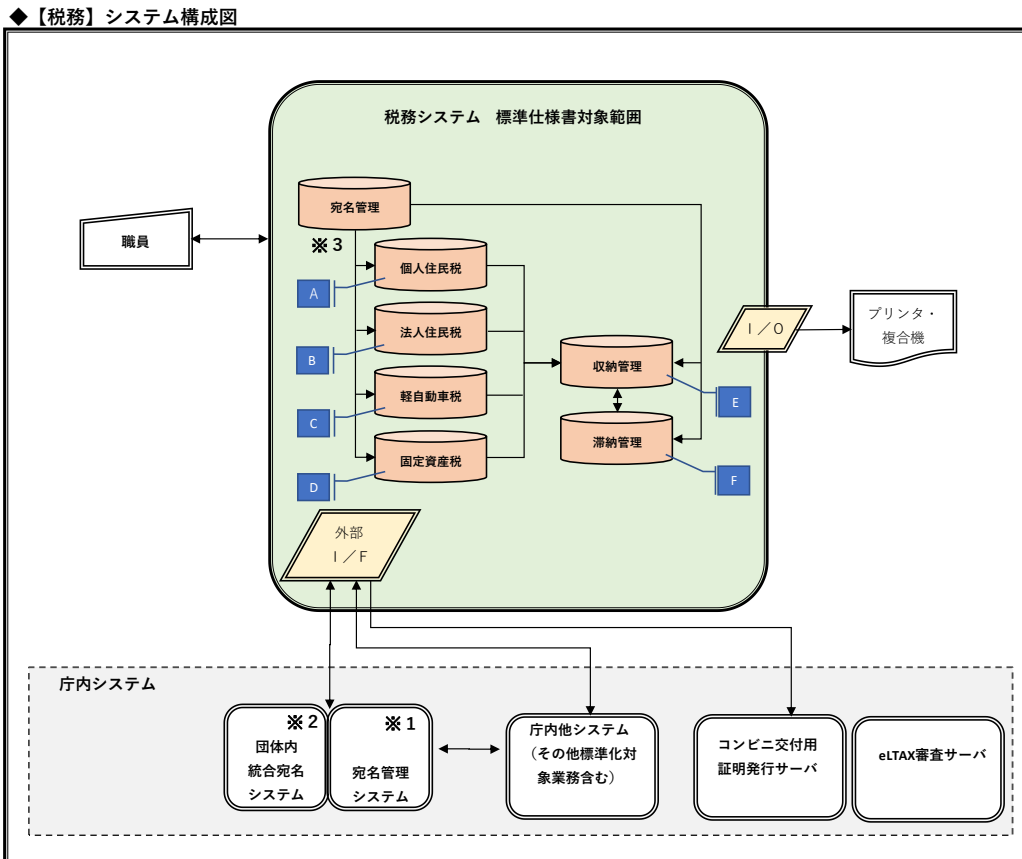 ◆【税務】システム構成図
税務システム　標準仕様書対象範囲
宛名管理
※３
職員
個人住民税
A
法人住民税
B
軽自動車税
C
固定資産税
D
収納管理
E
滞納管理
F
Ｉ／Ｏ
プリンタ・
複合機
外部
Ｉ／Ｆ
庁内システム
※２
団体内
統合宛名
システム
※１
宛名管理
システム
庁内他システム
（その他標準化対
象業務含む）
コンビニ交付用
証明発行サーバ
eLTAX審査サーバ